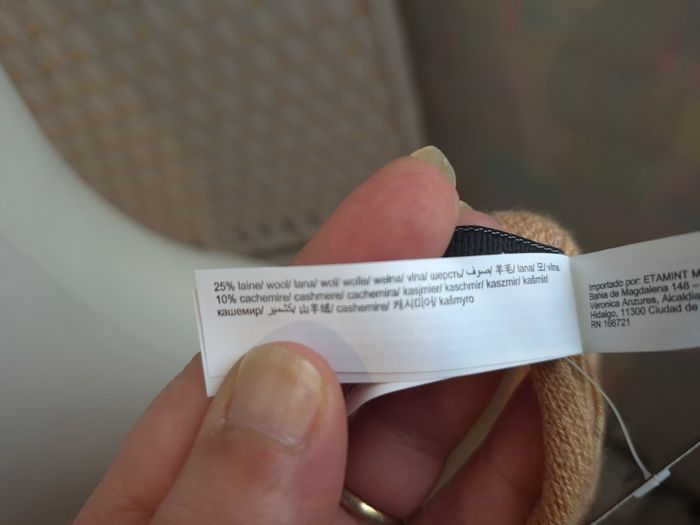 25% laine/ wool/ lana/ wol/ wolle/ wełna/ vlna/ шерсть/ صوف/ 羊毛/ lana/ 모/ vilna
10% cachemire/ cashmere/ cachemira/ kasjmier/ kaschmir/ kaszmir/ kašmír/
кашемир/ كشمير/ 山羊绒/ cashemire/ 캐시미어/ kašmyro
Importado por: ETAMINT M
Bahia de Magdalena 148 –
Véronica Anzures, Alcaldía
Hidalgo, 11300 Ciudad de
RN 166721